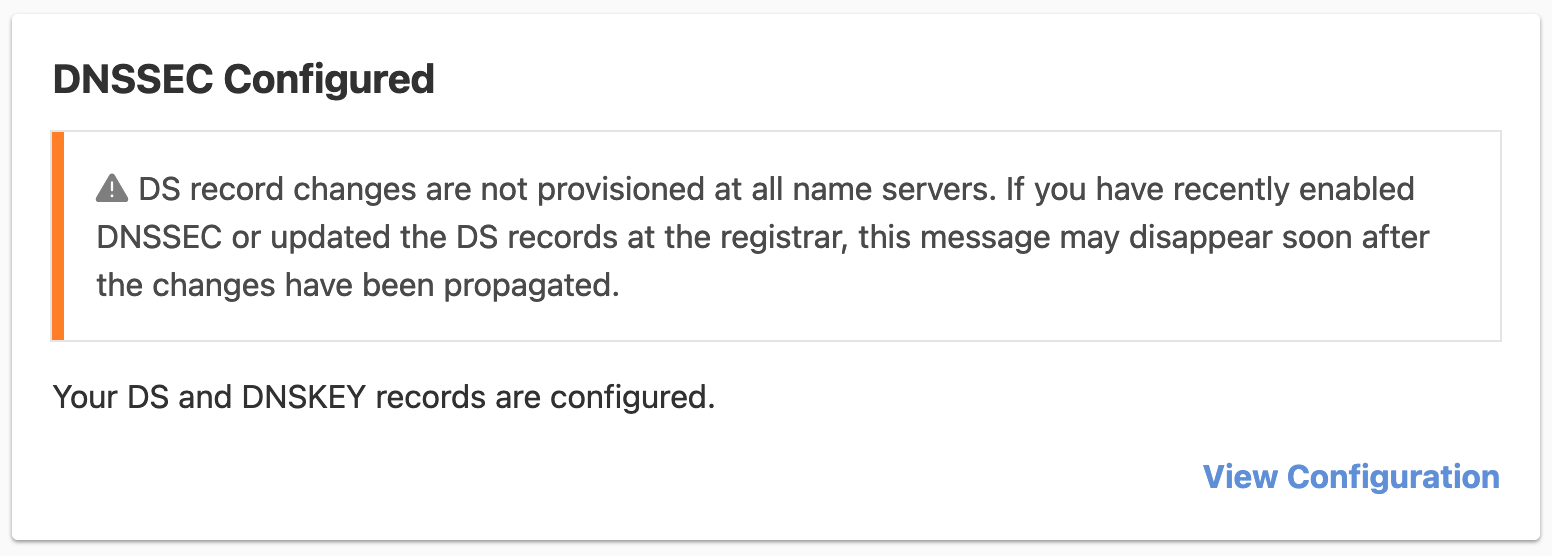 DNSSEC Configured
DS record changes are not provisioned at all name servers. If you have recently enabled
DNSSEC or updated the DS records at the registrar, this message may disappear soon after
the changes have been propagated.
Your DS and DNSKEY records are configured.
View Configuration